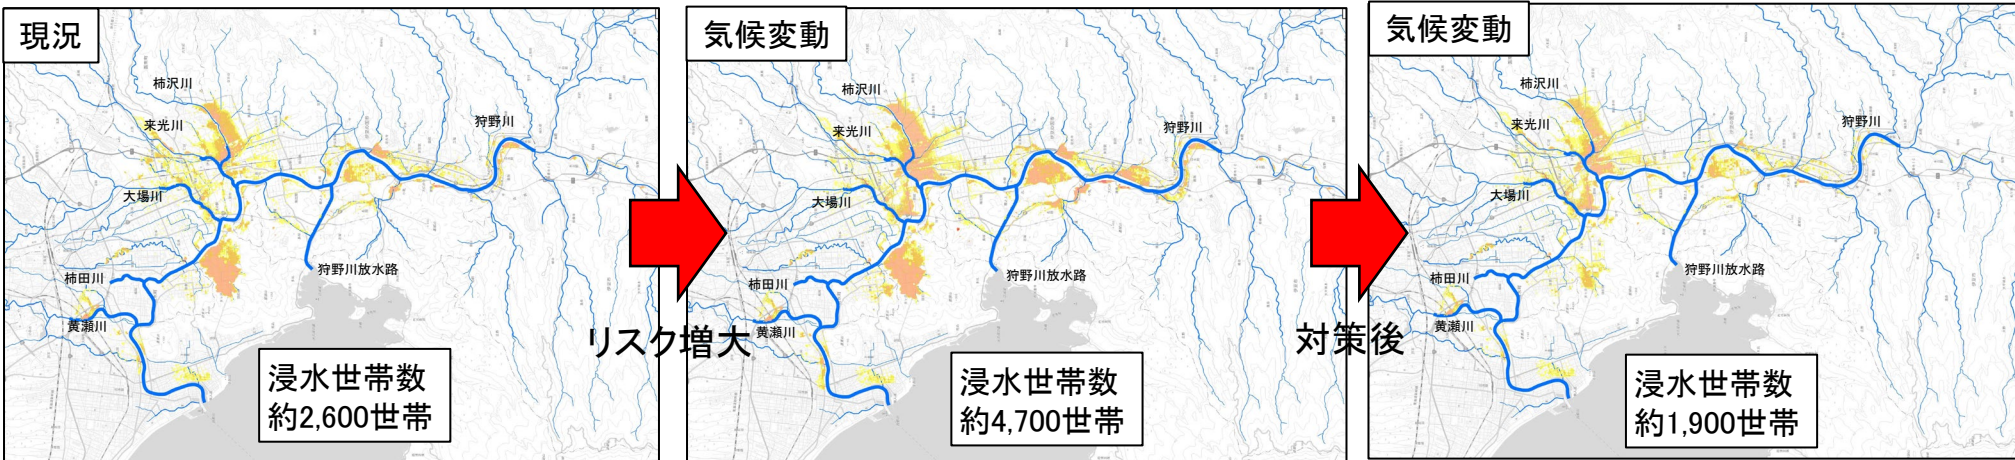 現況
柿沢川
来光川
狩野川
大場川
狩野川放水路
柿田川
黄瀬川
浸水世帯数
約2,600世帯
リスク増大
気候変動
柿沢川
来光川
狩野川
大場川
狩野川放水路
柿田川
黄瀬川
浸水世帯数
約4,700世帯
対策後
気候変動
柿沢川
来光川
狩野川
大場川
狩野川放水路
柿田川
黄瀬川
浸水世帯数
約1,900世帯